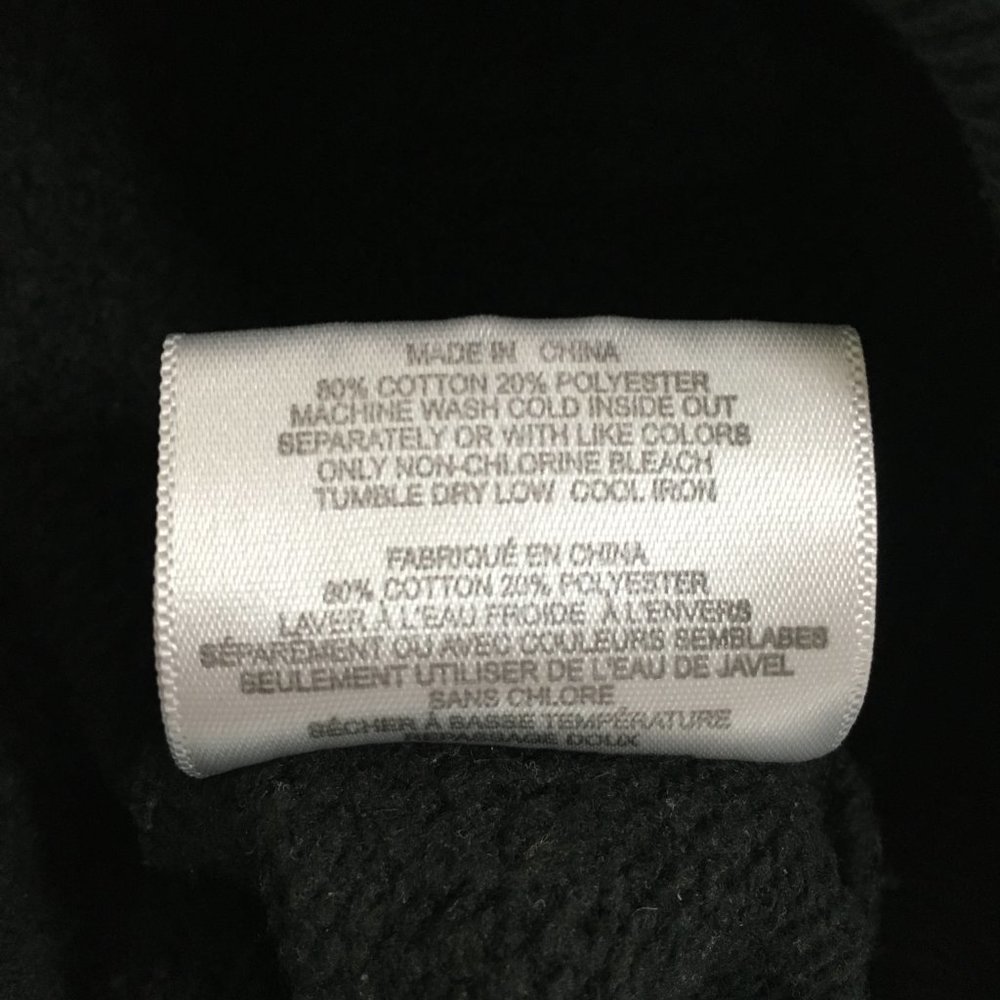 MADE IN CHINA
80% COTTON 20% POLYESTER
MACHINE WASH COLD INSIDE OUT
SEPARATELY OR WITH LIKE COLORS
ONLY NON-CHLORINE BLEACH
TUMBLE DRY LOW COOL IRON
FABRIQUÉ EN CHINA
80% COTTON 20% POLYESTER
LAVER À L'EAU FROIDE À L'ENVERS
SÉPAREMENT OU AVEC COULEURS SEMBLABES
SEULEMENT UTILISER DE L'EAU DE JAVEL
SANS CHLORE
SÉCHER À BASSE TEMPÉRATURE
REPASSAGE DOUX